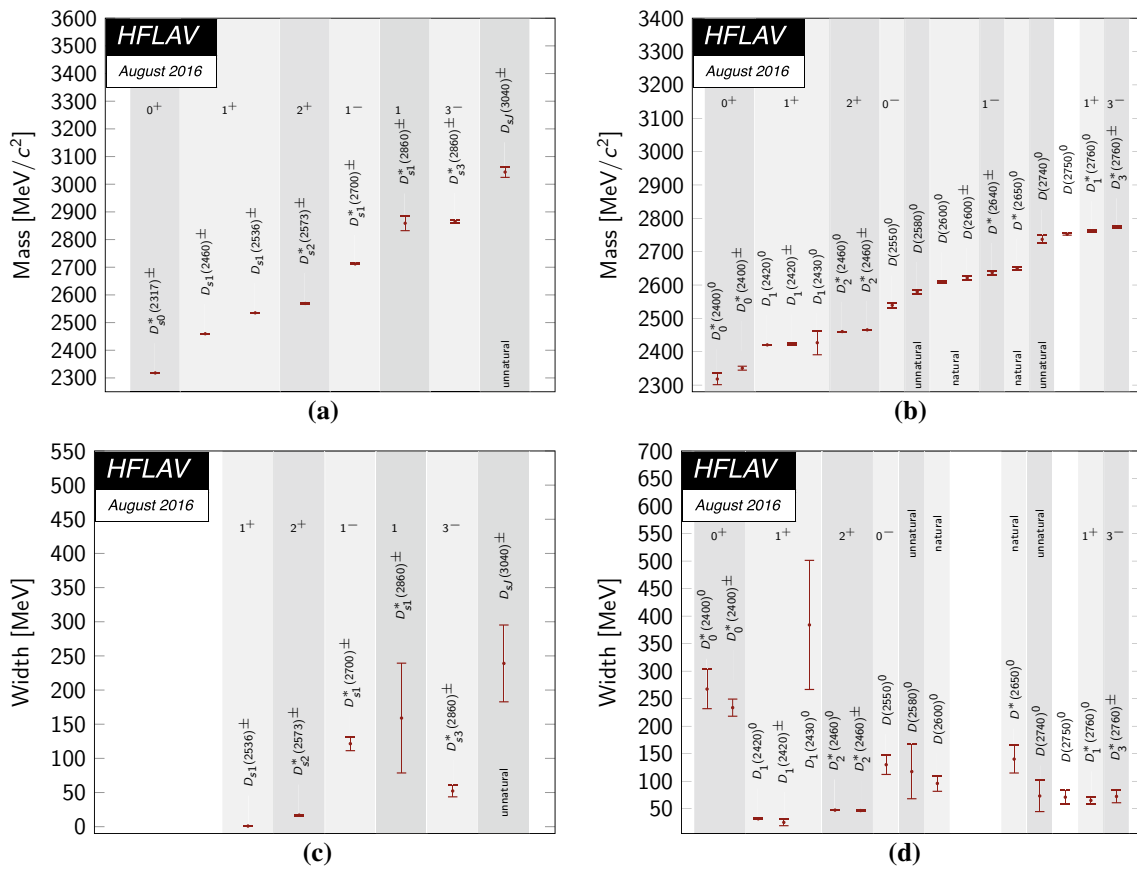 HFLAV
August 2016
Mass [MeV/c²]
3600
3500
3400
3300
3200
3100
3000
2900
2800
2700
2600
2500
2400
2300
0⁺
1⁺
2⁺
1⁻
1
3⁻
D*s0(2317)±
Ds1(2460)±
Ds1(2536)±
D*s2(2573)±
D*s1(2700)±
D*s1(2860)±
D*s3(2860)±
DsJ(3040)±
unnatural
(a)
HFLAV
August 2016
Mass [MeV/c²]
3400
3300
3200
3100
3000
2900
2800
2700
2600
2500
2400
2300
0⁺
1⁺
2⁺
0⁻
1⁻
1⁺
3⁻
D*0(2400)⁰
D*0(2400)±
D1(2420)⁰
D1(2420)±
D1(2430)⁰
D*2(2460)⁰
D*2(2460)±
D(2550)⁰
D(2580)⁰
D(2600)⁰
D(2600)±
D*(2640)±
D*(2650)⁰
D(2740)⁰
D(2750)⁰
D*1(2760)⁰
D*3(2760)±
unnatural
natural
natural
unnatural
(b)
HFLAV
August 2016
Width [MeV]
550
500
450
400
350
300
250
200
150
100
50
0
1⁺
2⁺
1⁻
1
3⁻
Ds1(2536)±
D*s2(2573)±
D*s1(2700)±
D*s1(2860)±
D*s3(2860)±
DsJ(3040)±
unnatural
(c)
HFLAV
August 2016
Width [MeV]
700
650
600
550
500
450
400
350
300
250
200
150
100
50
0⁺
1⁺
2⁺
0⁻
unnatural
natural
natural
unnatural
1⁺
3⁻
D*0(2400)⁰
D*0(2400)±
D1(2420)⁰
D1(2420)±
D1(2430)⁰
D*2(2460)⁰
D*2(2460)±
D(2550)⁰
D(2580)⁰
D(2600)⁰
D*(2650)⁰
D(2740)⁰
D(2750)⁰
D*1(2760)⁰
D*3(2760)±
(d)